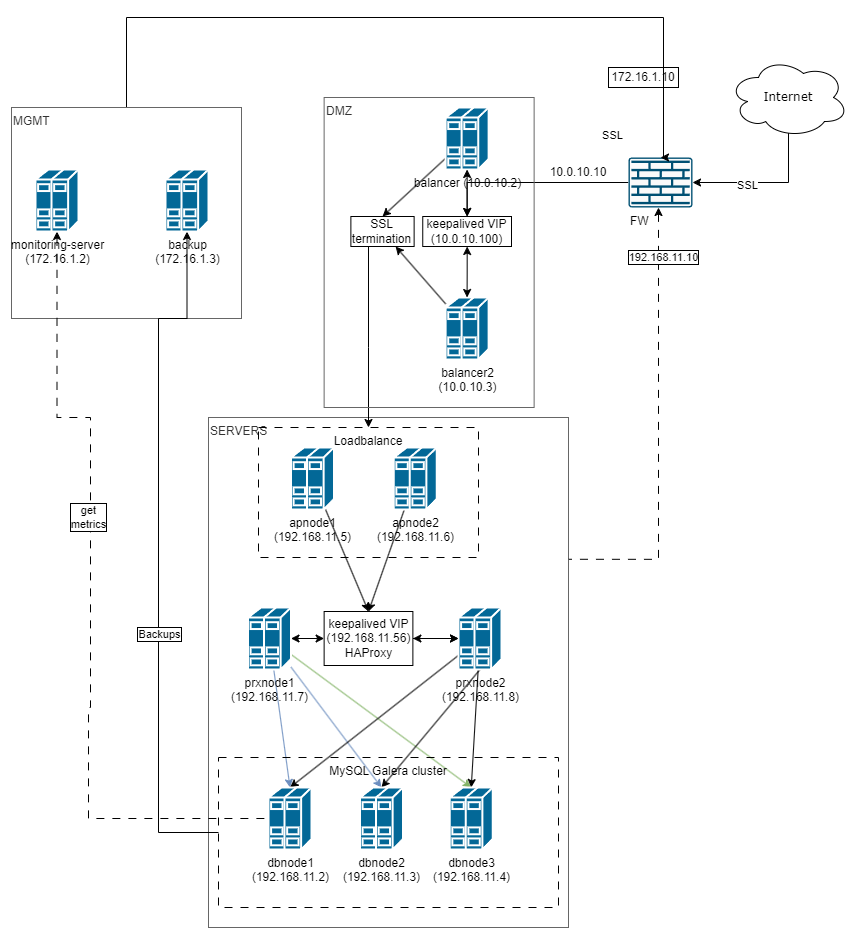 172.16.1.10
Internet
MGMT
DMZ
SSL
10.0.10.10
balancer (10.0.10.2)
SSL
FW
SSL
termination
keepalived VIP
(10.0.10.100)
monitoring-server
(172.16.1.2)
backup
(172.16.1.3)
192.168.11.10
balancer2
(10.0.10.3)
SERVERS
Loadbalance
get
metrics
apnode1
(192.168.11.5)
apnode2
(192.168.11.6)
Backups
keepalived VIP
(192.168.11.56)
HAProxy
prxnode1
(192.168.11.7)
prxnode2
(192.168.11.8)
MySQL Galera cluster
dbnode1
(192.168.11.2)
dbnode2
(192.168.11.3)
dbnode3
(192.168.11.4)